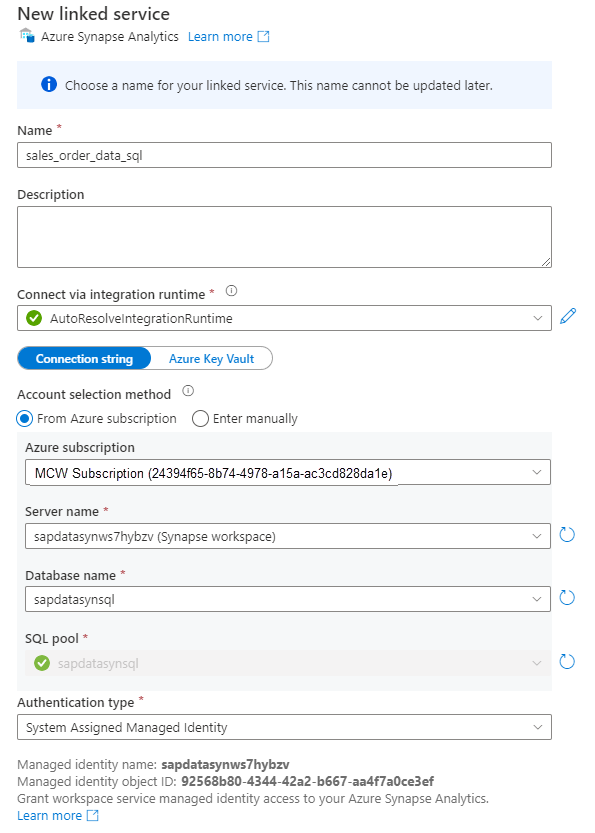 New linked service
Azure Synapse Analytics Learn more
Choose a name for your linked service. This name cannot be updated later.
Name *
sales_order_data_sql
Description
Connect via integration runtime *
AutoResolveIntegrationRuntime
Connection string Azure Key Vault
Account selection method
From Azure subscription Enter manually
Azure subscription
MCW Subscription (24394f65-8b74-4978-a15a-ac3cd828da1e)
Server name *
sapdatasynws7hybzv (Synapse workspace)
Database name *
sapdatasynsql
SQL pool *
sapdatasynsql
Authentication type *
System Assigned Managed Identity
Managed identity name: sapdatasynws7hybzv
Managed identity object ID: 92568b80-4344-42a2-b667-aa4f7a0ce3ef
Grant workspace service managed identity access to your Azure Synapse Analytics.
Learn more